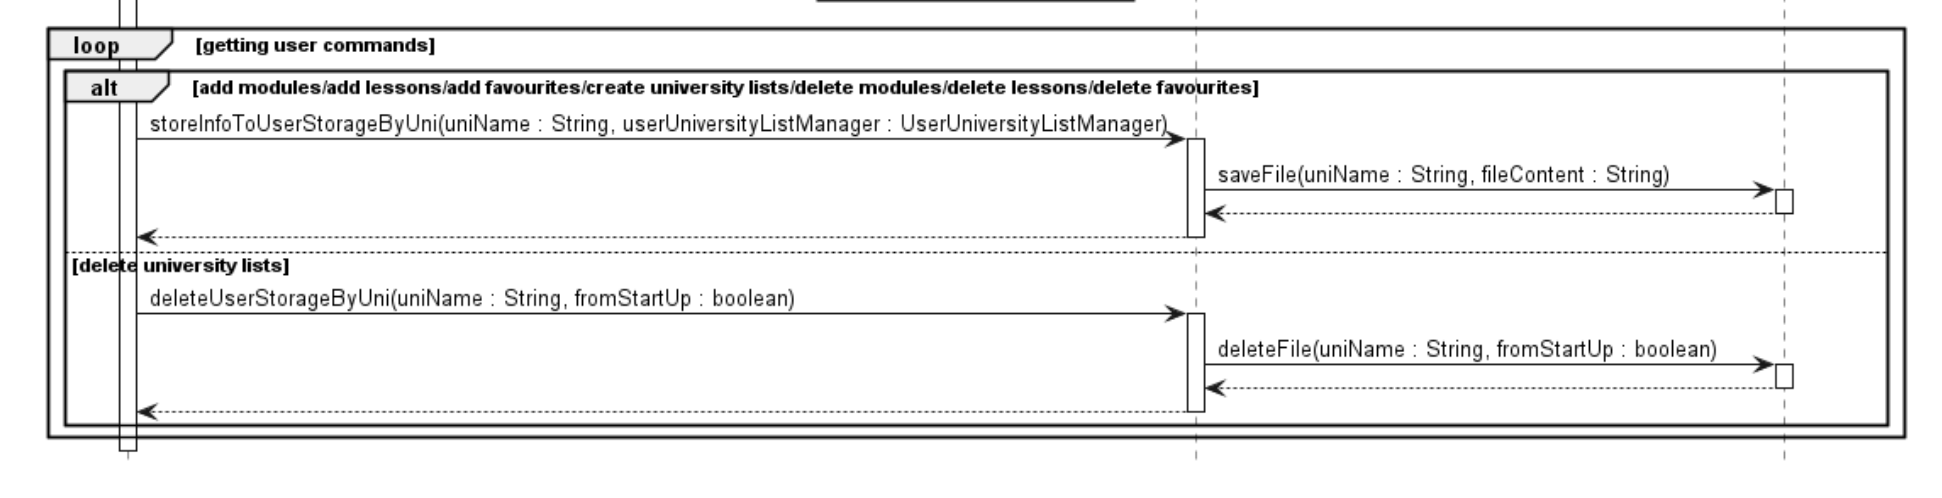 loop [getting user commands]
alt [add modules/add lessons/add favourites/create university lists/delete modules/delete lessons/delete favourites]
storeInfoToUserStorageByUni(uniName : String, userUniversityListManager : UserUniversityListManager)
saveFile(uniName : String, fileContent : String)
[delete university lists]
deleteUserStorageByUni(uniName : String, fromStartUp : boolean)
deleteFile(uniName : String, fromStartUp : boolean)